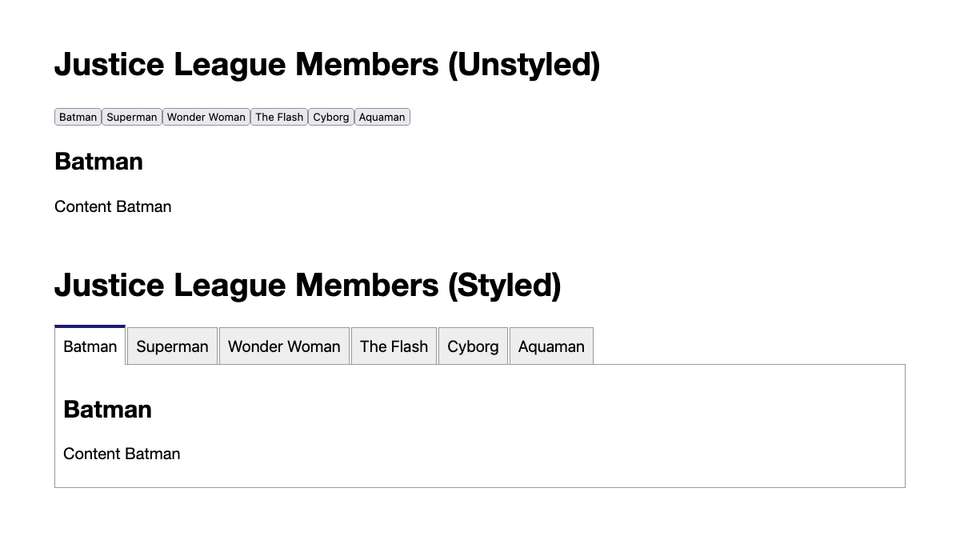 Justice League Members (Unstyled)
Batman Superman Wonder Woman The Flash Cyborg Aquaman
Batman
Content Batman
Justice League Members (Styled)
Batman Superman Wonder Woman The Flash Cyborg Aquaman
Batman
Content Batman